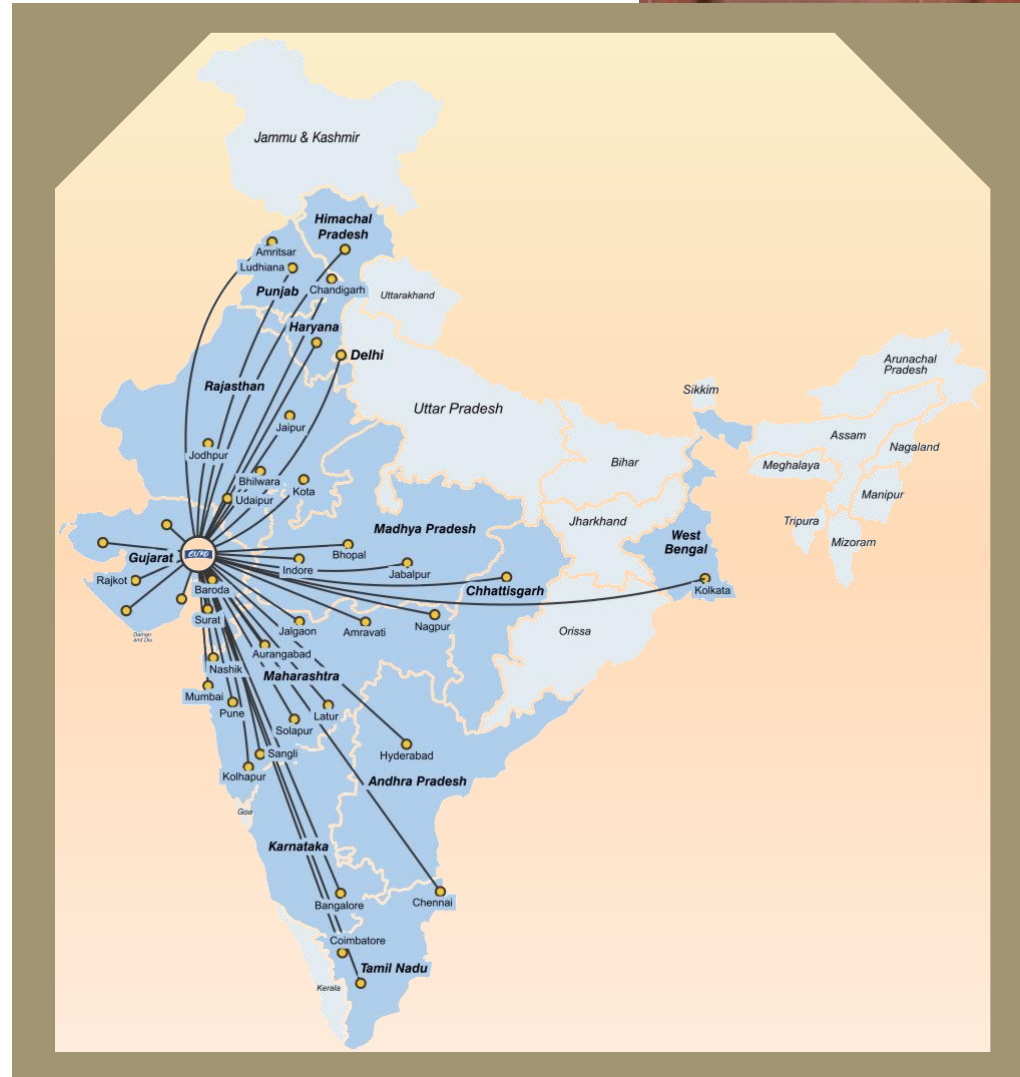 Jammu & Kashmir
Himachal
Pradesh
Amritsar
Ludhiana
Punjab
Chandigarh
Uttarakhand
Haryana
Delhi
Rajasthan
Uttar Pradesh
Sikkim
Arunachal
Pradesh
Jaipur
Assam
Nagaland
Jodhpur
Bihar
Meghalaya
Bhilwara
Kota
Udaipur
Manipur
Jharkhand
Tripura
Madhya Pradesh
West
Bengal
Mizoram
Gujarat
EURO
Bhopal
Indore
Jabalpur
Rajkot
Baroda
Chhattisgarh
Kolkata
Surat
Daman
and Diu
Jalgaon
Amravati
Nagpur
Orissa
Aurangabad
Nashik
Maharashtra
Mumbai
Pune
Latur
Solapur
Sangli
Hyderabad
Kolhapur
Andhra Pradesh
Goa
Karnataka
Bangalore
Chennai
Coimbatore
Tamil Nadu
Kerala